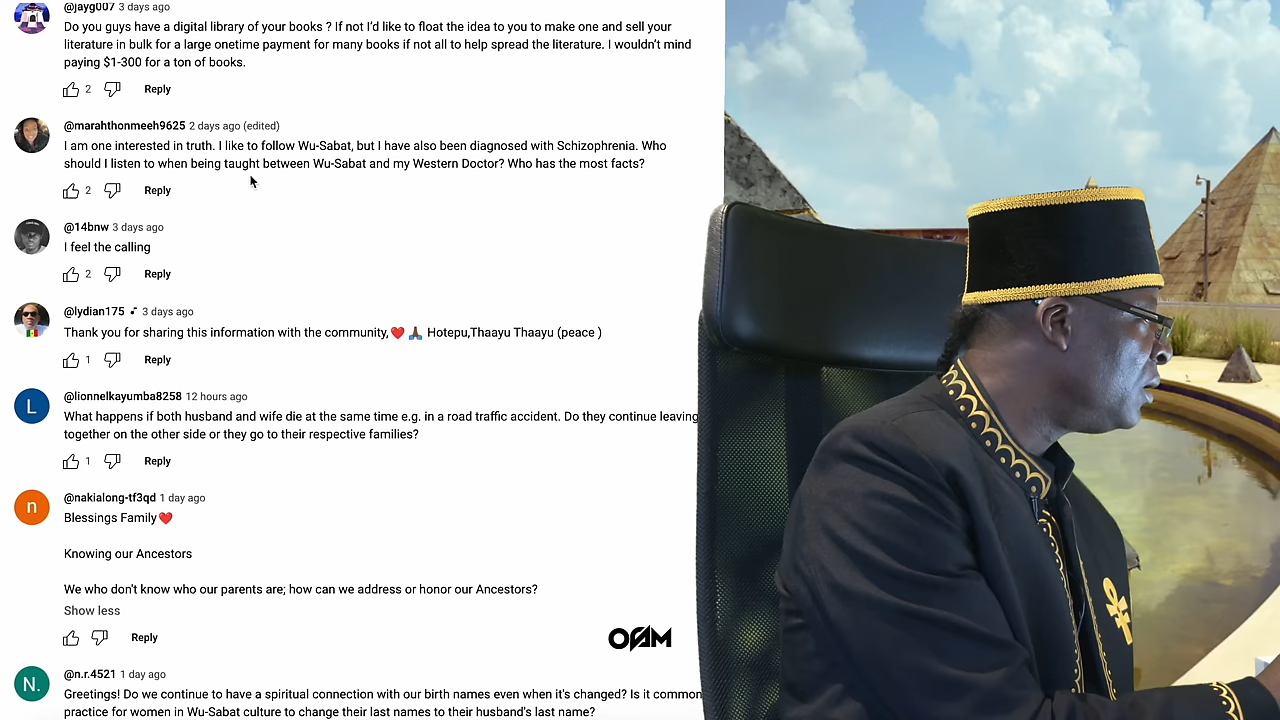 @jayg007 3 days ago
Do you guys have a digital library of your books ? If not I'd like to float the idea to you to make one and sell your
literature in bulk for a large onetime payment for many books if not all to help spread the literature. I wouldn't mind
paying $1-300 for a ton of books.
2 Reply
@marahthonmeeh9625 2 days ago (edited)
I am one interested in truth. I like to follow Wu-Sabat, but I have also been diagnosed with Schizophrenia. Who
should I listen to when being taught between Wu-Sabat and my Western Doctor? Who has the most facts?
2 Reply
@14bnw 3 days ago
I feel the calling
2 Reply
@lydian175 3 days ago
Thank you for sharing this information with the community,❤️ 🙏🏾 Hotepu,Thaayu Thaayu (peace )
1 Reply
L
@lionnelkayumba8258 12 hours ago
What happens if both husband and wife die at the same time e.g. in a road traffic accident. Do they continue leaving
together on the other side or they go to their respective families?
1 Reply
n
@nakialong-tf3qd 1 day ago
Blessings Family❤️
Knowing our Ancestors
We who don't know who our parents are; how can we address or honor our Ancestors?
Show less
Reply
OFAM
N.
@n.r.4521 1 day ago
Greetings! Do we continue to have a spiritual connection with our birth names even when it's changed? Is it common
practice for women in Wu-Sabat culture to change their last names to their husband's last name?